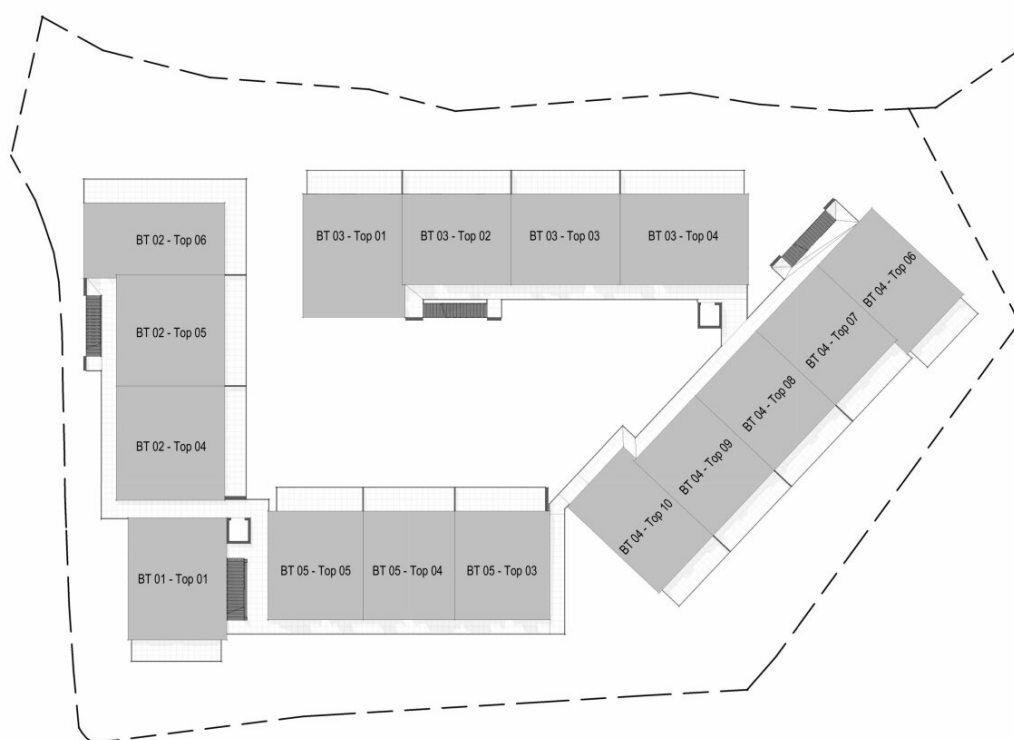 BT 02 - Top 06
BT 03 - Top 01
BT 03 - Top 02
BT 03 - Top 03
BT 03 - Top 04
BT 04 - Top 06
BT 02 - Top 05
BT 04 - Top 07
BT 04 - Top 08
BT 02 - Top 04
BT 04 - Top 09
BT 04 - Top 10
BT 01 - Top 01
BT 05 - Top 05
BT 05 - Top 04
BT 05 - Top 03